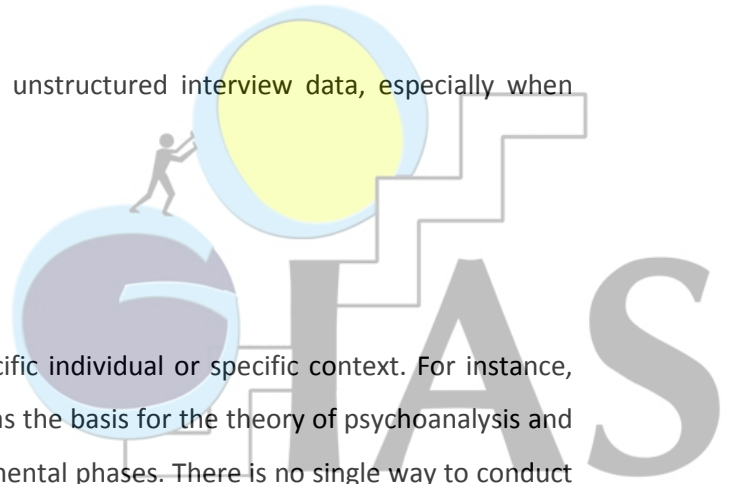 unstructured interview data, especially when
GIAS
cific individual or specific context. For instance,
as the basis for the theory of psychoanalysis and
mental phases. There is no single way to conduct